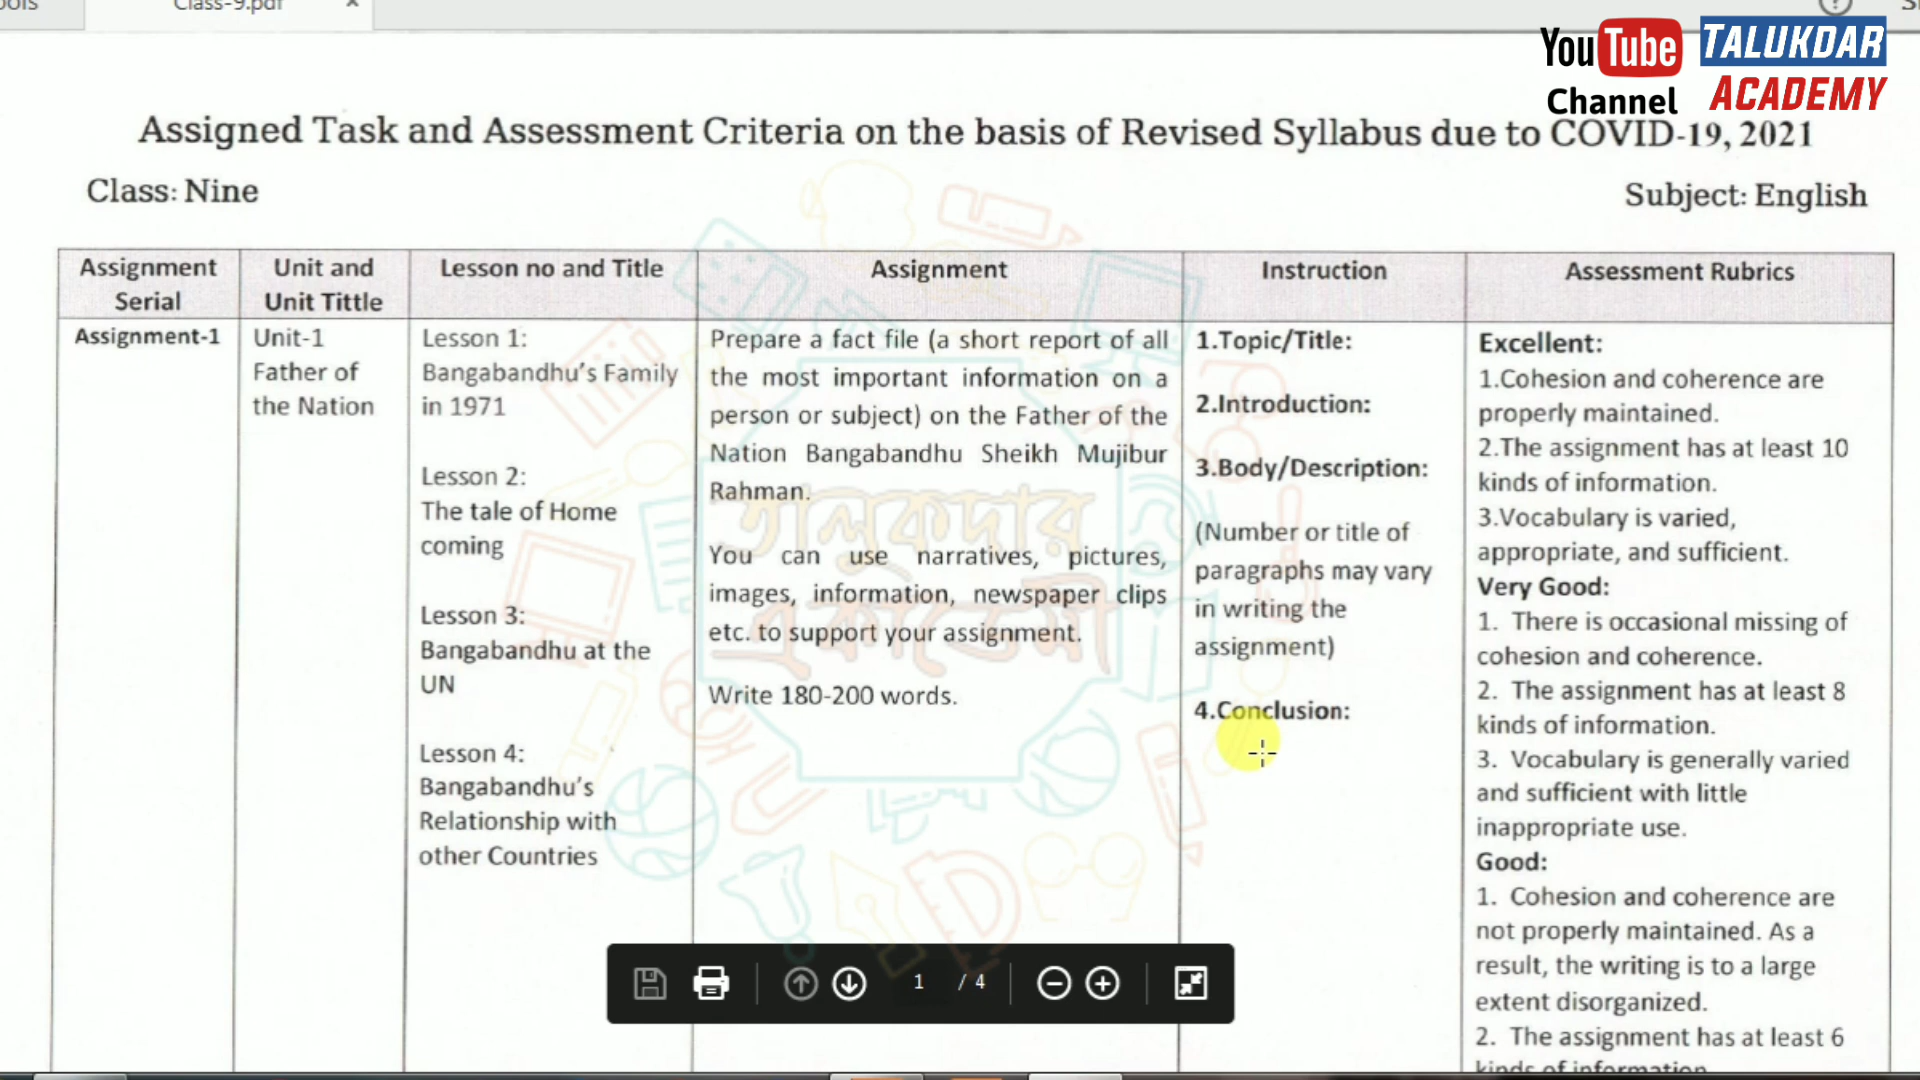 Class-9.pdf
YouTube
Channel
TALUKDAR
ACADEMY
Assigned Task and Assessment Criteria on the basis of Revised Syllabus due to COVID-19, 2021
Class: Nine
Subject: English
Assignment
Serial
Unit and
Unit Tittle
Lesson no and Title
Assignment
Instruction
Assessment Rubrics
Assignment-1
Unit-1
Father of
the Nation
Lesson 1:
Bangabandhu's Family
in 1971
Lesson 2:
The tale of Home
coming
Lesson 3:
Bangabandhu at the
UN
Lesson 4:
Bangabandhu's
Relationship with
other Countries
Prepare a fact file (a short report of all
the most important information on a
person or subject) on the Father of the
Nation Bangabandhu Sheikh Mujibur
Rahman.
You can use narratives, pictures,
images, information, newspaper clips
etc. to support your assignment.
Write 180-200 words.
1.Topic/Title:
2.Introduction:
3.Body/Description:
(Number or title of
paragraphs may vary
in writing the
assignment)
4.Conclusion:
Excellent:
1.Cohesion and coherence are
properly maintained.
2.The assignment has at least 10
kinds of information.
3.Vocabulary is varied,
appropriate, and sufficient.
Very Good:
1. There is occasional missing of
cohesion and coherence.
2. The assignment has at least 8
kinds of information.
3. Vocabulary is generally varied
and sufficient with little
inappropriate use.
Good:
1. Cohesion and coherence are
not properly maintained. As a
result, the writing is to a large
extent disorganized.
2. The assignment has at least 6
kinds of information
তালুকদার
একাডেমী
1 / 4